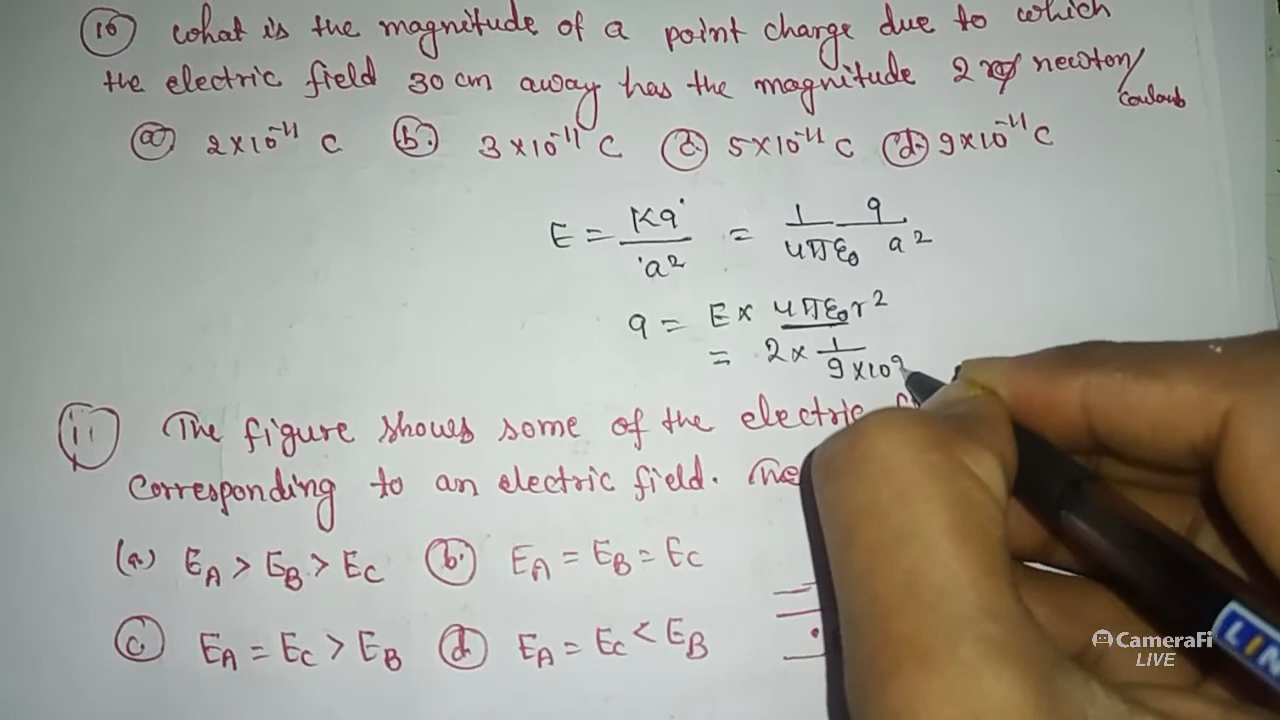 10 What is the magnitude of a point charge due to which
the electric field 30 cm away has the magnitude 2 newton/
Coulomb
a 2×10⁻¹¹ C b. 3×10⁻¹¹ C c. 5×10⁻¹¹ C d. 9×10⁻¹¹ C
E = Kq/a² = 1/4πε₀ q/a²
q = E × 4πε₀r²
= 2 × 1/9×10⁹
11 The figure shows some of the electric
corresponding to an electric field. The
(a) E_A > E_B > E_C b. E_A = E_B = E_C
c. E_A = E_C > E_B d. E_A = E_C < E_B
CameraFi
LIVE